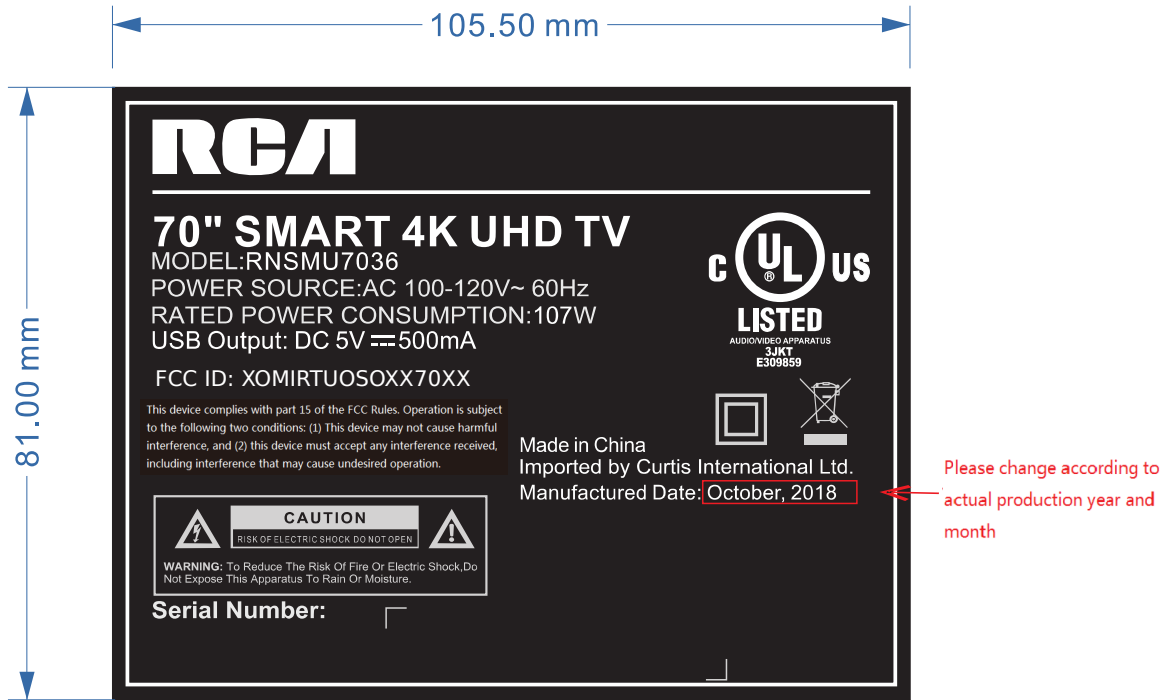 105.50 mm
81.00 mm
RCA
70" SMART 4K UHD TV
MODEL:RNSMU7036
POWER SOURCE:AC 100-120V~ 60Hz
RATED POWER CONSUMPTION:107W
USB Output: DC 5V ⎓500mA
FCC ID: XOMIRTUOSOXX70XX
This device complies with part 15 of the FCC Rules. Operation is subject
to the following two conditions: (1) This device may not cause harmful
interference, and (2) this device must accept any interference received,
including interference that may cause undesired operation.
C UL ® US
LISTED
AUDIO/VIDEO APPARATUS
3JKT
E309859
Made in China
Imported by Curtis International Ltd.
Manufactured Date: October, 2018
Please change according to
actual production year and
month
CAUTION
RISK OF ELECTRIC SHOCK DO NOT OPEN
WARNING: To Reduce The Risk Of Fire Or Electric Shock,Do
Not Expose This Apparatus To Rain Or Moisture.
Serial Number: